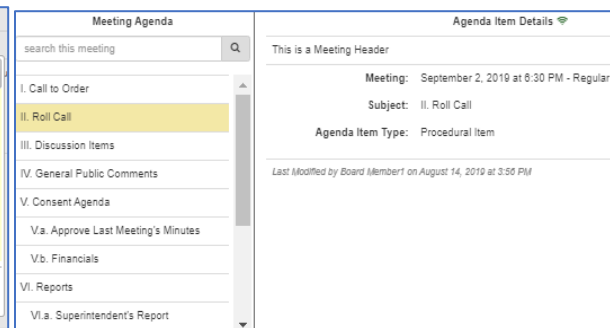 Meeting Agenda
search this meeting
I. Call to Order
II. Roll Call
III. Discussion Items
IV. General Public Comments
V. Consent Agenda
V.a. Approve Last Meeting's Minutes
V.b. Financials
VI. Reports
VI.a. Superintendent's Report
Agenda Item Details
This is a Meeting Header
Meeting: September 2, 2019 at 6:30 PM - Regular
Subject: II. Roll Call
Agenda Item Type: Procedural Item
Last Modified by Board Member1 on August 14, 2019 at 3:56 PM